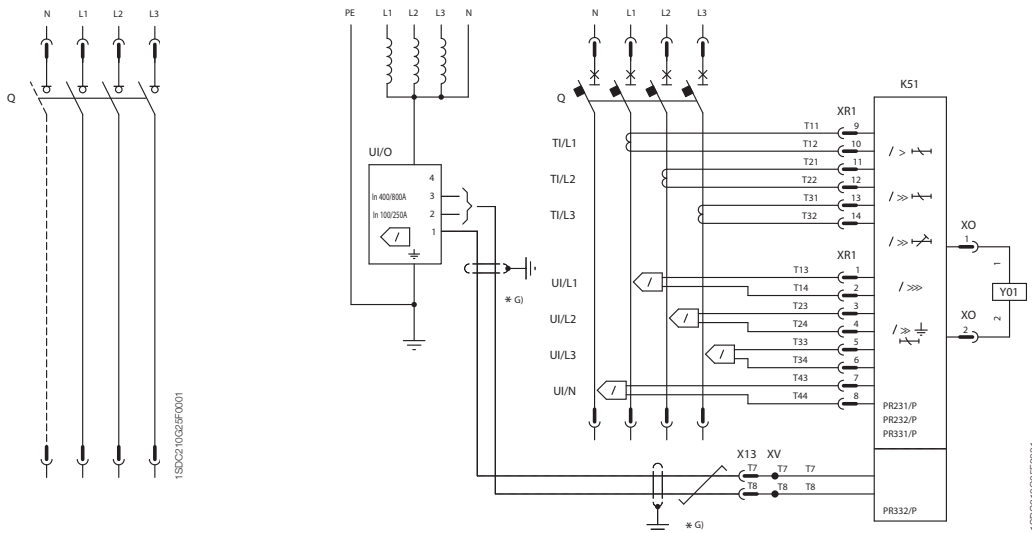 N L1 L2 L3
Q
1SDC210G25F0001
PE L1 L2 L3 N
UI/O
4
In 400/800A 3
In 100/250A 2
1
* G)
N L1 L2 L3
Q
K51
XR1
TI/L1 T11 9
T12 10
TI/L2 T21 11
T22 12
TI/L3 T31 13
T32 14
XR1
UI/L1 T13 1
T14 2
UI/L2 T23 3
T24 4
UI/L3 T33 5
T34 6
UI/N T43 7
T44 8
PR231/P
PR232/P
PR331/P
XO
1
1
Y01
2
XO
2
X13 XV
T7 T7 T7
T8 T8 T8
PR332/P
* G)